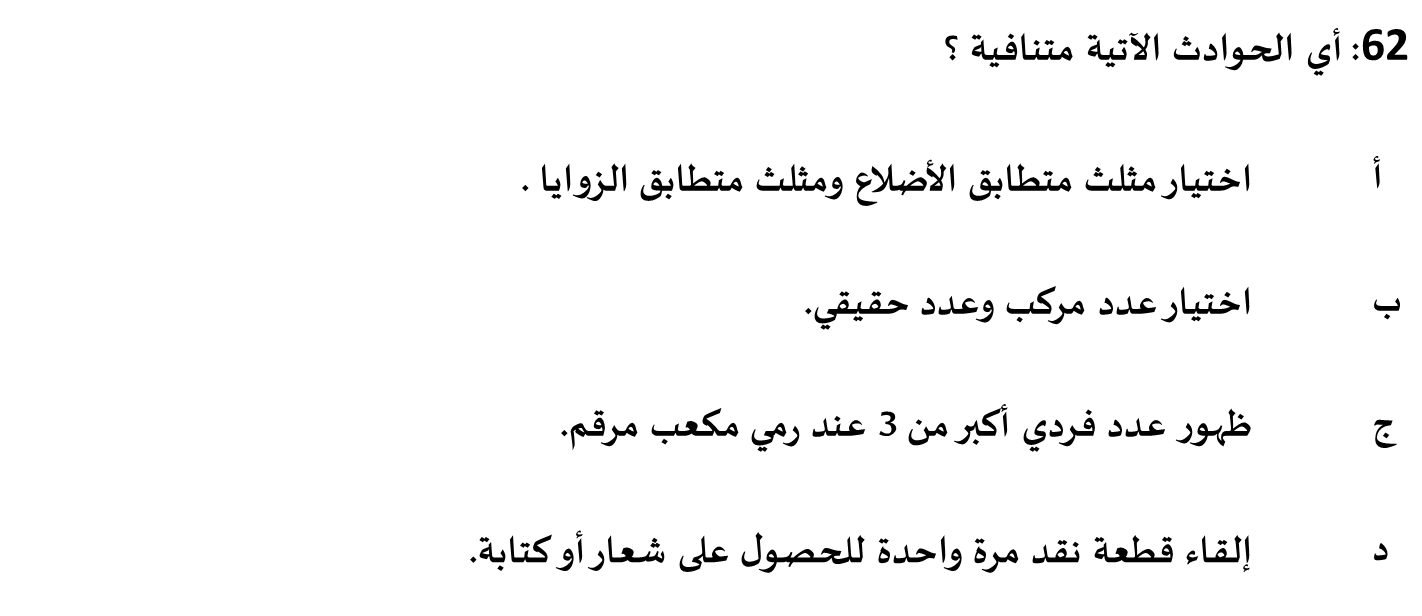 62: أي الحوادث الآتية متنافية ؟
أ اختيار مثلث متطابق الأضلاع ومثلث متطابق الزوايا .
ب اختيار عدد مركب وعدد حقيقي.
ج ظهور عدد فردي أكبر من 3 عند رمي مكعب مرقم.
د إلقاء قطعة نقد مرة واحدة للحصول على شعار أو كتابة.